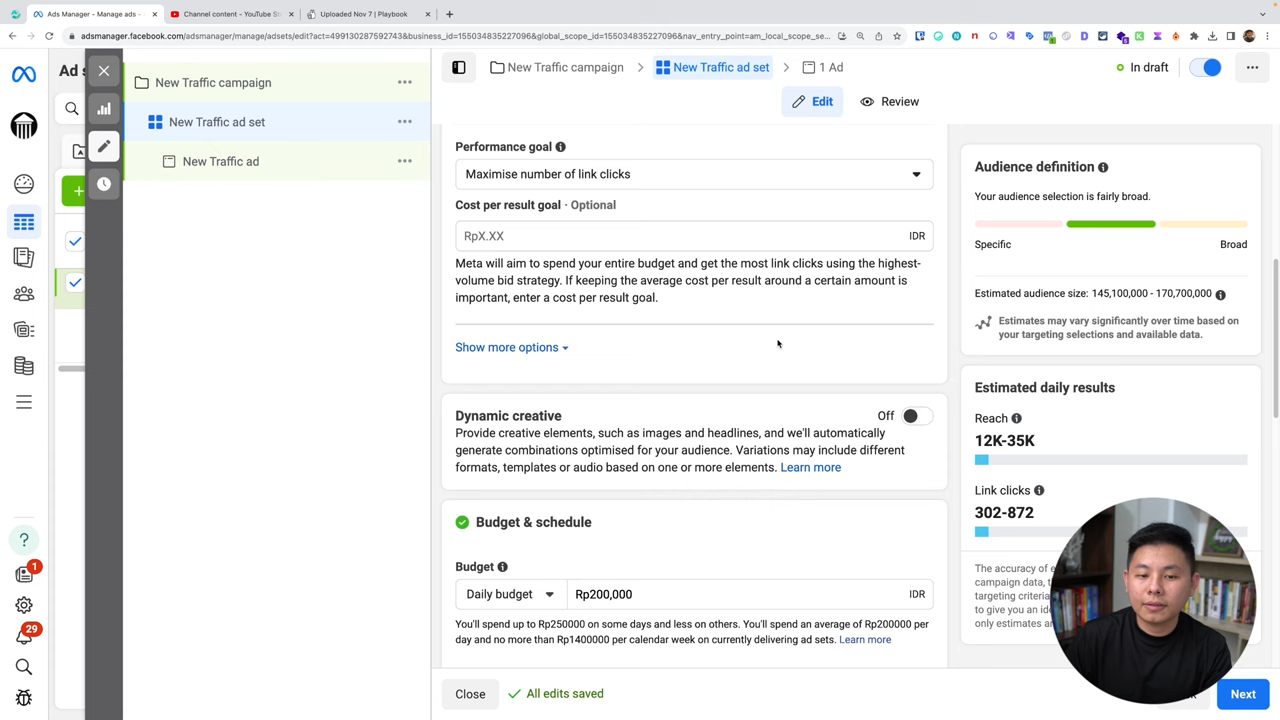 Ads Manager - Manage ads -
Channel content - YouTube St
Uploaded Nov 7 | Playbook
adsmanager.facebook.com/adsmanager/manage/adsets/edit?act=499130287592743&business_id=155034835227096&global_scope_id=155034835227096&nav_entry_point=am_local_scope_se...
New Traffic campaign
New Traffic ad set
New Traffic ad
1
29
New Traffic campaign
New Traffic ad set
1 Ad
In draft
Edit
Review
Performance goal
Maximise number of link clicks
Cost per result goal · Optional
RpX.XX
IDR
Meta will aim to spend your entire budget and get the most link clicks using the highest-
volume bid strategy. If keeping the average cost per result around a certain amount is
important, enter a cost per result goal.
Show more options
Dynamic creative
Off
Provide creative elements, such as images and headlines, and we'll automatically
generate combinations optimised for your audience. Variations may include different
formats, templates or audio based on one or more elements. Learn more
Budget & schedule
Budget
Daily budget
Rp200,000
IDR
You'll spend up to Rp250000 on some days and less on others. You'll spend an average of Rp200000 per
day and no more than Rp1400000 per calendar week on currently delivering ad sets. Learn more
Close
All edits saved
Next
Audience definition
Your audience selection is fairly broad.
Specific
Broad
Estimated audience size: 145,100,000 - 170,700,000
Estimates may vary significantly over time based on
your targeting selections and available data.
Estimated daily results
Reach
12K-35K
Link clicks
302-872
The accuracy of
campaign data,
targeting criteria
to give you an
only estimates